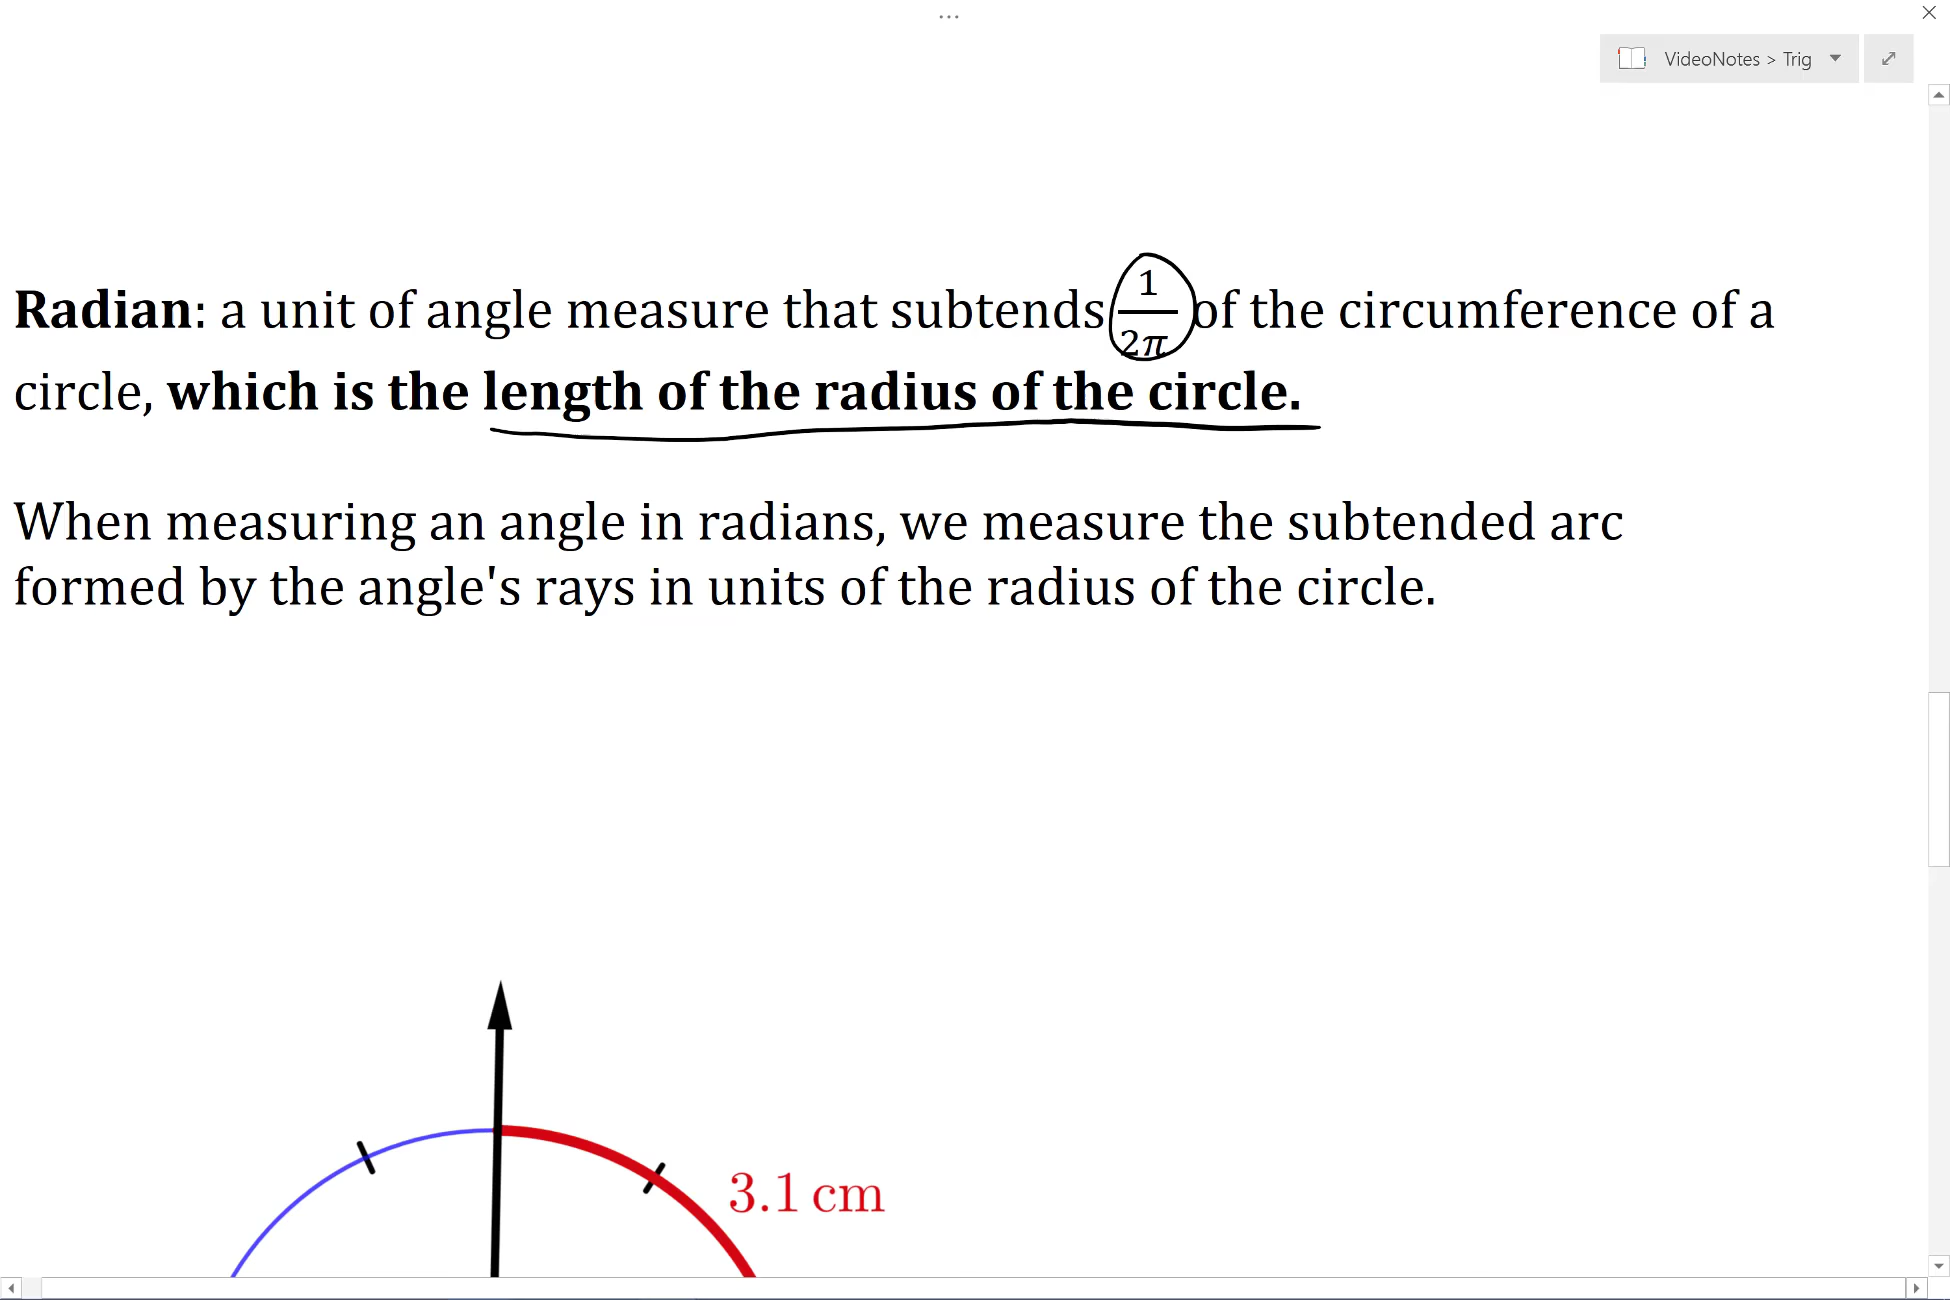 ...
VideoNotes > Trig
Radian: a unit of angle measure that subtends 1/2π of the circumference of a
circle, which is the length of the radius of the circle.
When measuring an angle in radians, we measure the subtended arc
formed by the angle's rays in units of the radius of the circle.
3.1 cm